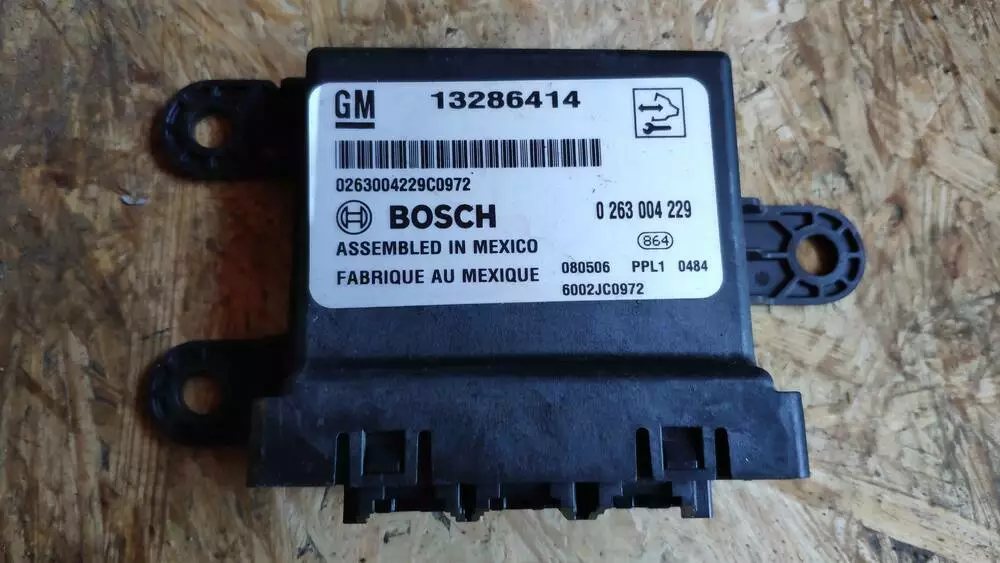 GM 13286414
0263004229C0972
BOSCH 0 263 004 229
ASSEMBLED IN MEXICO 864
FABRIQUE AU MEXIQUE 080506 PPL1 0484
6002JC0972